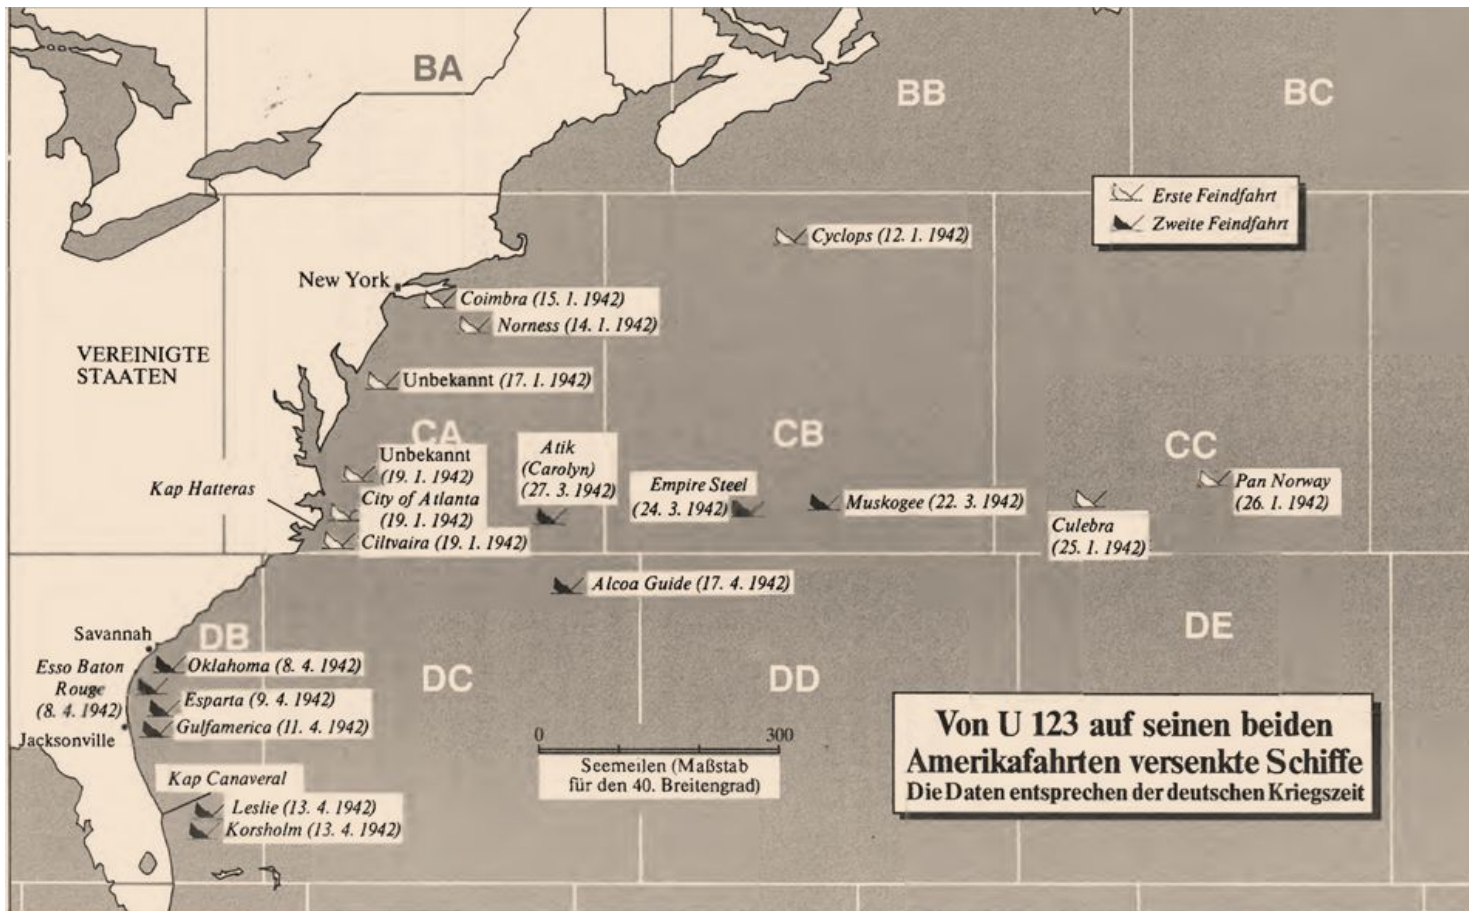 BA
BB
BC
Erste Feindfahrt
Zweite Feindfahrt
Cyclops (12. 1. 1942)
New York
Coimbra (15. 1. 1942)
Norness (14. 1. 1942)
VEREINIGTE
STAATEN
Unbekannt (17. 1. 1942)
CA
CB
CC
Unbekannt
(19. 1. 1942)
Kap Hatteras
City of Atlanta
(19. 1. 1942)
Ciltvaira (19. 1. 1942)
Atik
(Carolyn)
(27. 3. 1942)
Empire Steel
(24. 3. 1942)
Muskogee (22. 3. 1942)
Culebra
(25. 1. 1942)
Pan Norway
(26. 1. 1942)
Alcoa Guide (17. 4. 1942)
DB
DC
DD
DE
Savannah
Oklahoma (8. 4. 1942)
Esso Baton
Rouge
(8. 4. 1942)
Esparta (9. 4. 1942)
Gulfamerica (11. 4. 1942)
Jacksonville
Kap Canaveral
Leslie (13. 4. 1942)
Korsholm (13. 4. 1942)
0 300
Seemeilen (Maßstab
für den 40. Breitengrad)
Von U 123 auf seinen beiden
Amerikafahrten versenkte Schiffe
Die Daten entsprechen der deutschen Kriegszeit